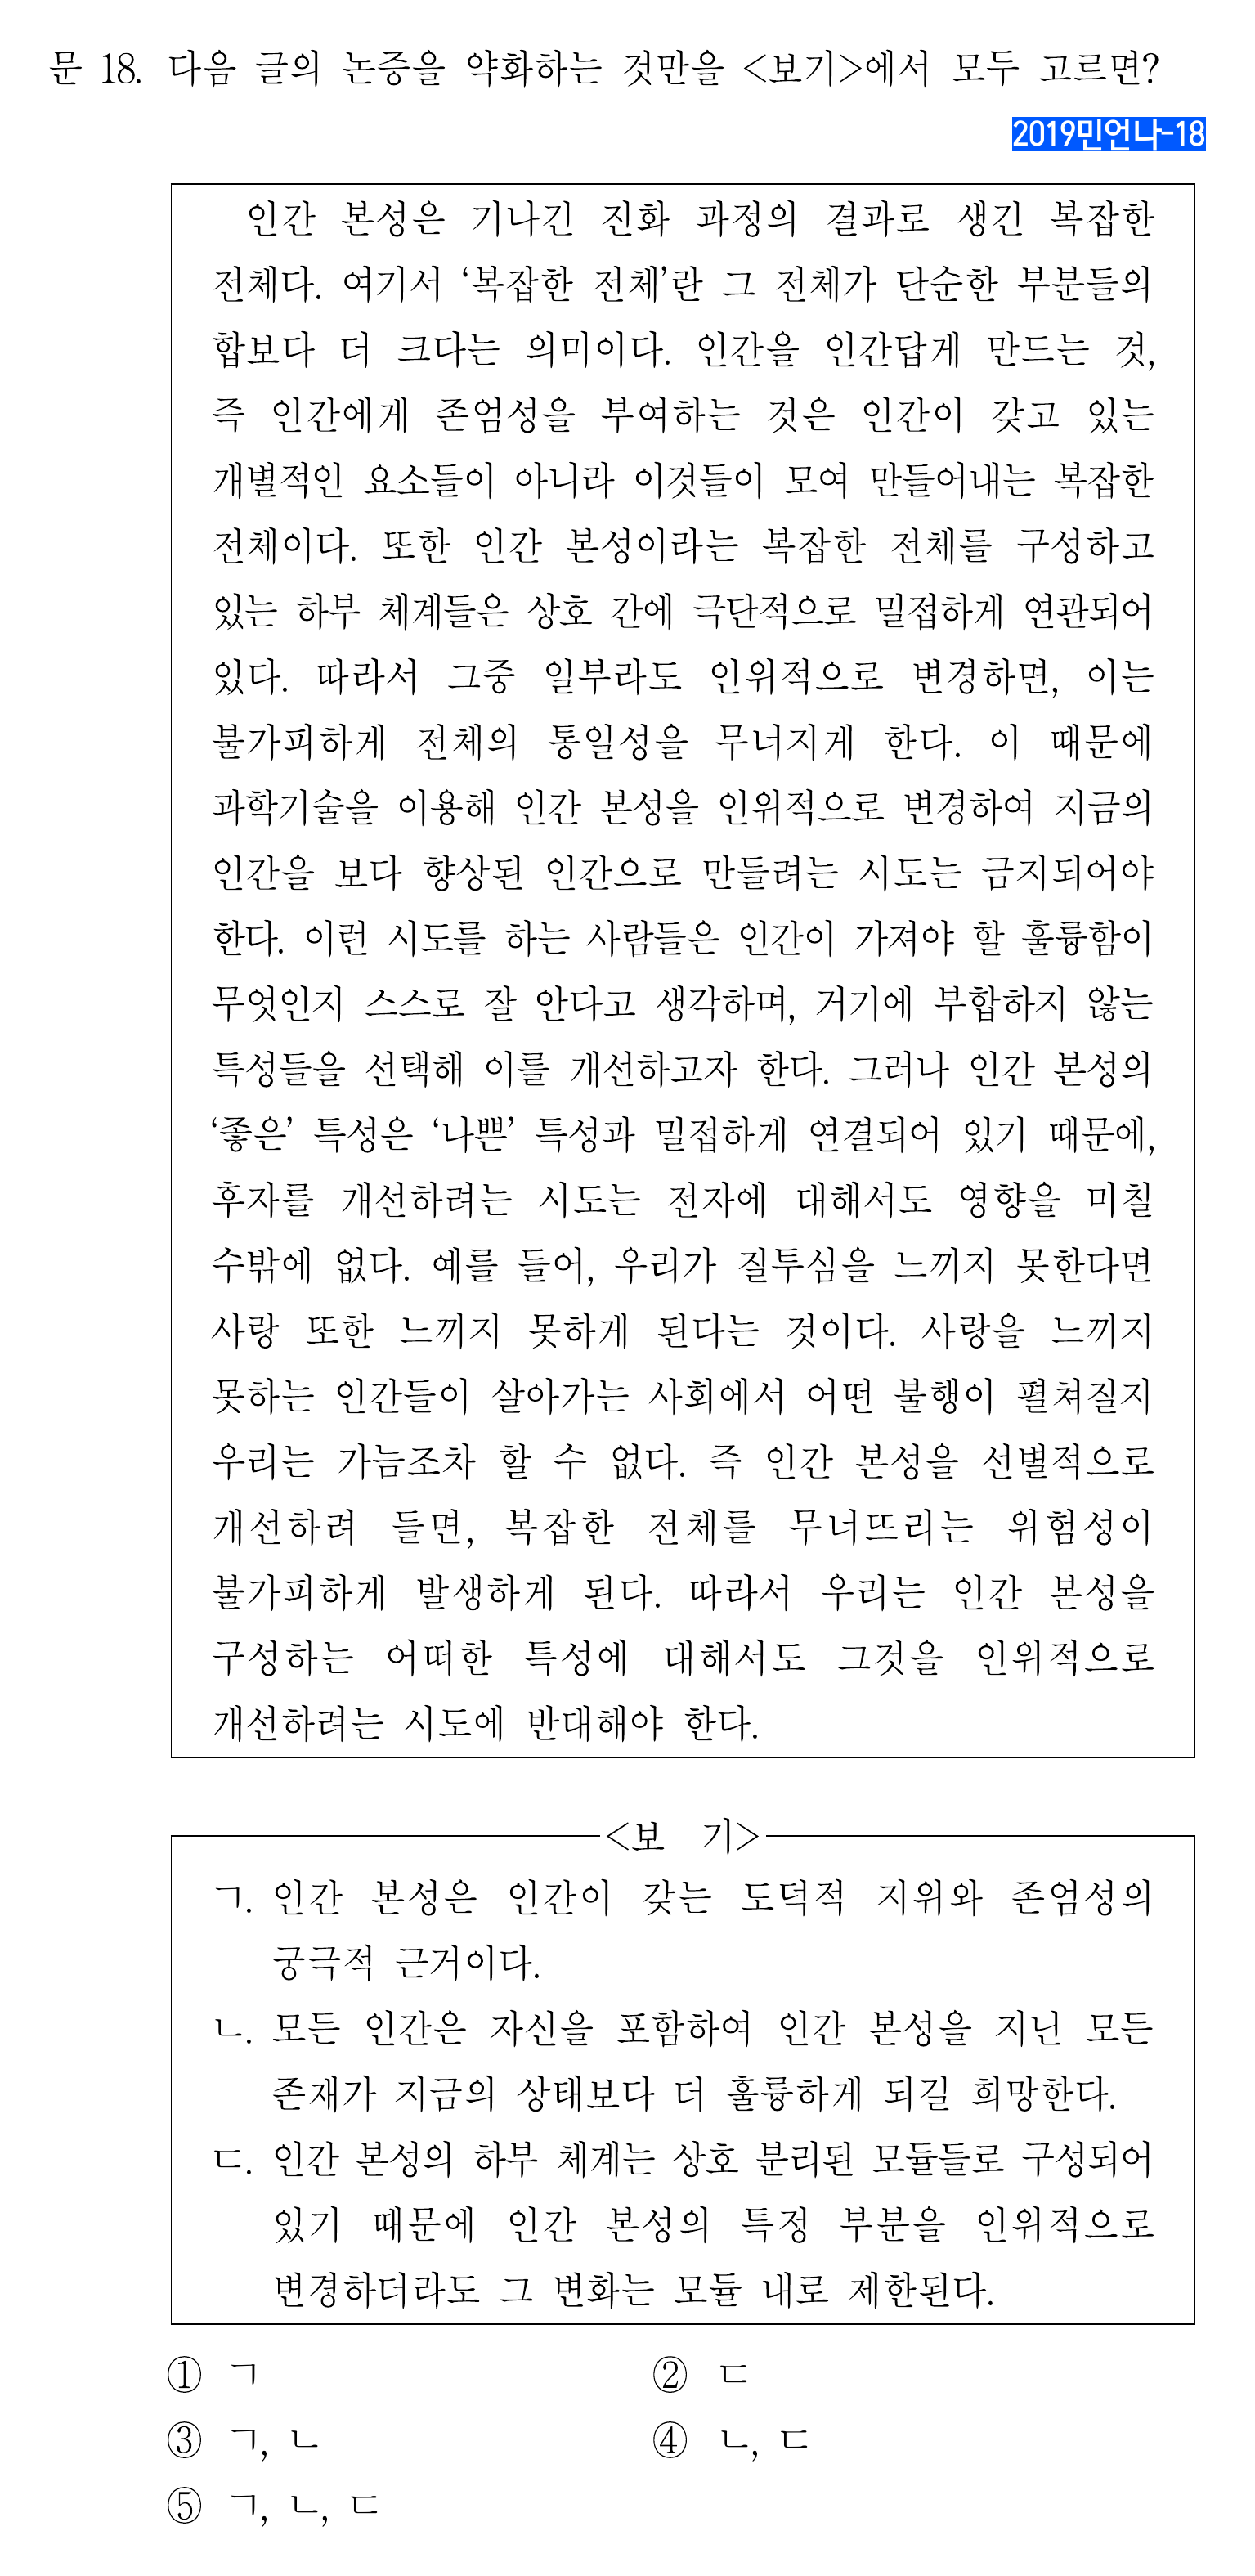 문 18. 다음 글의 논증을 약화하는 것만을 <보기>에서 모두 고르면?
2019민언나-18
인간 본성은 기나긴 진화 과정의 결과로 생긴 복잡한
전체다. 여기서 ‘복잡한 전체’란 그 전체가 단순한 부분들의
합보다 더 크다는 의미이다. 인간을 인간답게 만드는 것,
즉 인간에게 존엄성을 부여하는 것은 인간이 갖고 있는
개별적인 요소들이 아니라 이것들이 모여 만들어내는 복잡한
전체이다. 또한 인간 본성이라는 복잡한 전체를 구성하고
있는 하부 체계들은 상호 간에 극단적으로 밀접하게 연관되어
있다. 따라서 그중 일부라도 인위적으로 변경하면, 이는
불가피하게 전체의 통일성을 무너지게 한다. 이 때문에
과학기술을 이용해 인간 본성을 인위적으로 변경하여 지금의
인간을 보다 향상된 인간으로 만들려는 시도는 금지되어야
한다. 이런 시도를 하는 사람들은 인간이 가져야 할 훌륭함이
무엇인지 스스로 잘 안다고 생각하며, 거기에 부합하지 않는
특성들을 선택해 이를 개선하고자 한다. 그러나 인간 본성의
‘좋은’ 특성은 ‘나쁜’ 특성과 밀접하게 연결되어 있기 때문에,
후자를 개선하려는 시도는 전자에 대해서도 영향을 미칠
수밖에 없다. 예를 들어, 우리가 질투심을 느끼지 못한다면
사랑 또한 느끼지 못하게 된다는 것이다. 사랑을 느끼지
못하는 인간들이 살아가는 사회에서 어떤 불행이 펼쳐질지
우리는 가늠조차 할 수 없다. 즉 인간 본성을 선별적으로
개선하려 들면, 복잡한 전체를 무너뜨리는 위험성이
불가피하게 발생하게 된다. 따라서 우리는 인간 본성을
구성하는 어떠한 특성에 대해서도 그것을 인위적으로
개선하려는 시도에 반대해야 한다.
<보 기>
ㄱ. 인간 본성은 인간이 갖는 도덕적 지위와 존엄성의
궁극적 근거이다.
ㄴ. 모든 인간은 자신을 포함하여 인간 본성을 지닌 모든
존재가 지금의 상태보다 더 훌륭하게 되길 희망한다.
ㄷ. 인간 본성의 하부 체계는 상호 분리된 모듈들로 구성되어
있기 때문에 인간 본성의 특정 부분을 인위적으로
변경하더라도 그 변화는 모듈 내로 제한된다.
① ㄱ ② ㄷ
③ ㄱ, ㄴ ④ ㄴ, ㄷ
⑤ ㄱ, ㄴ, ㄷ